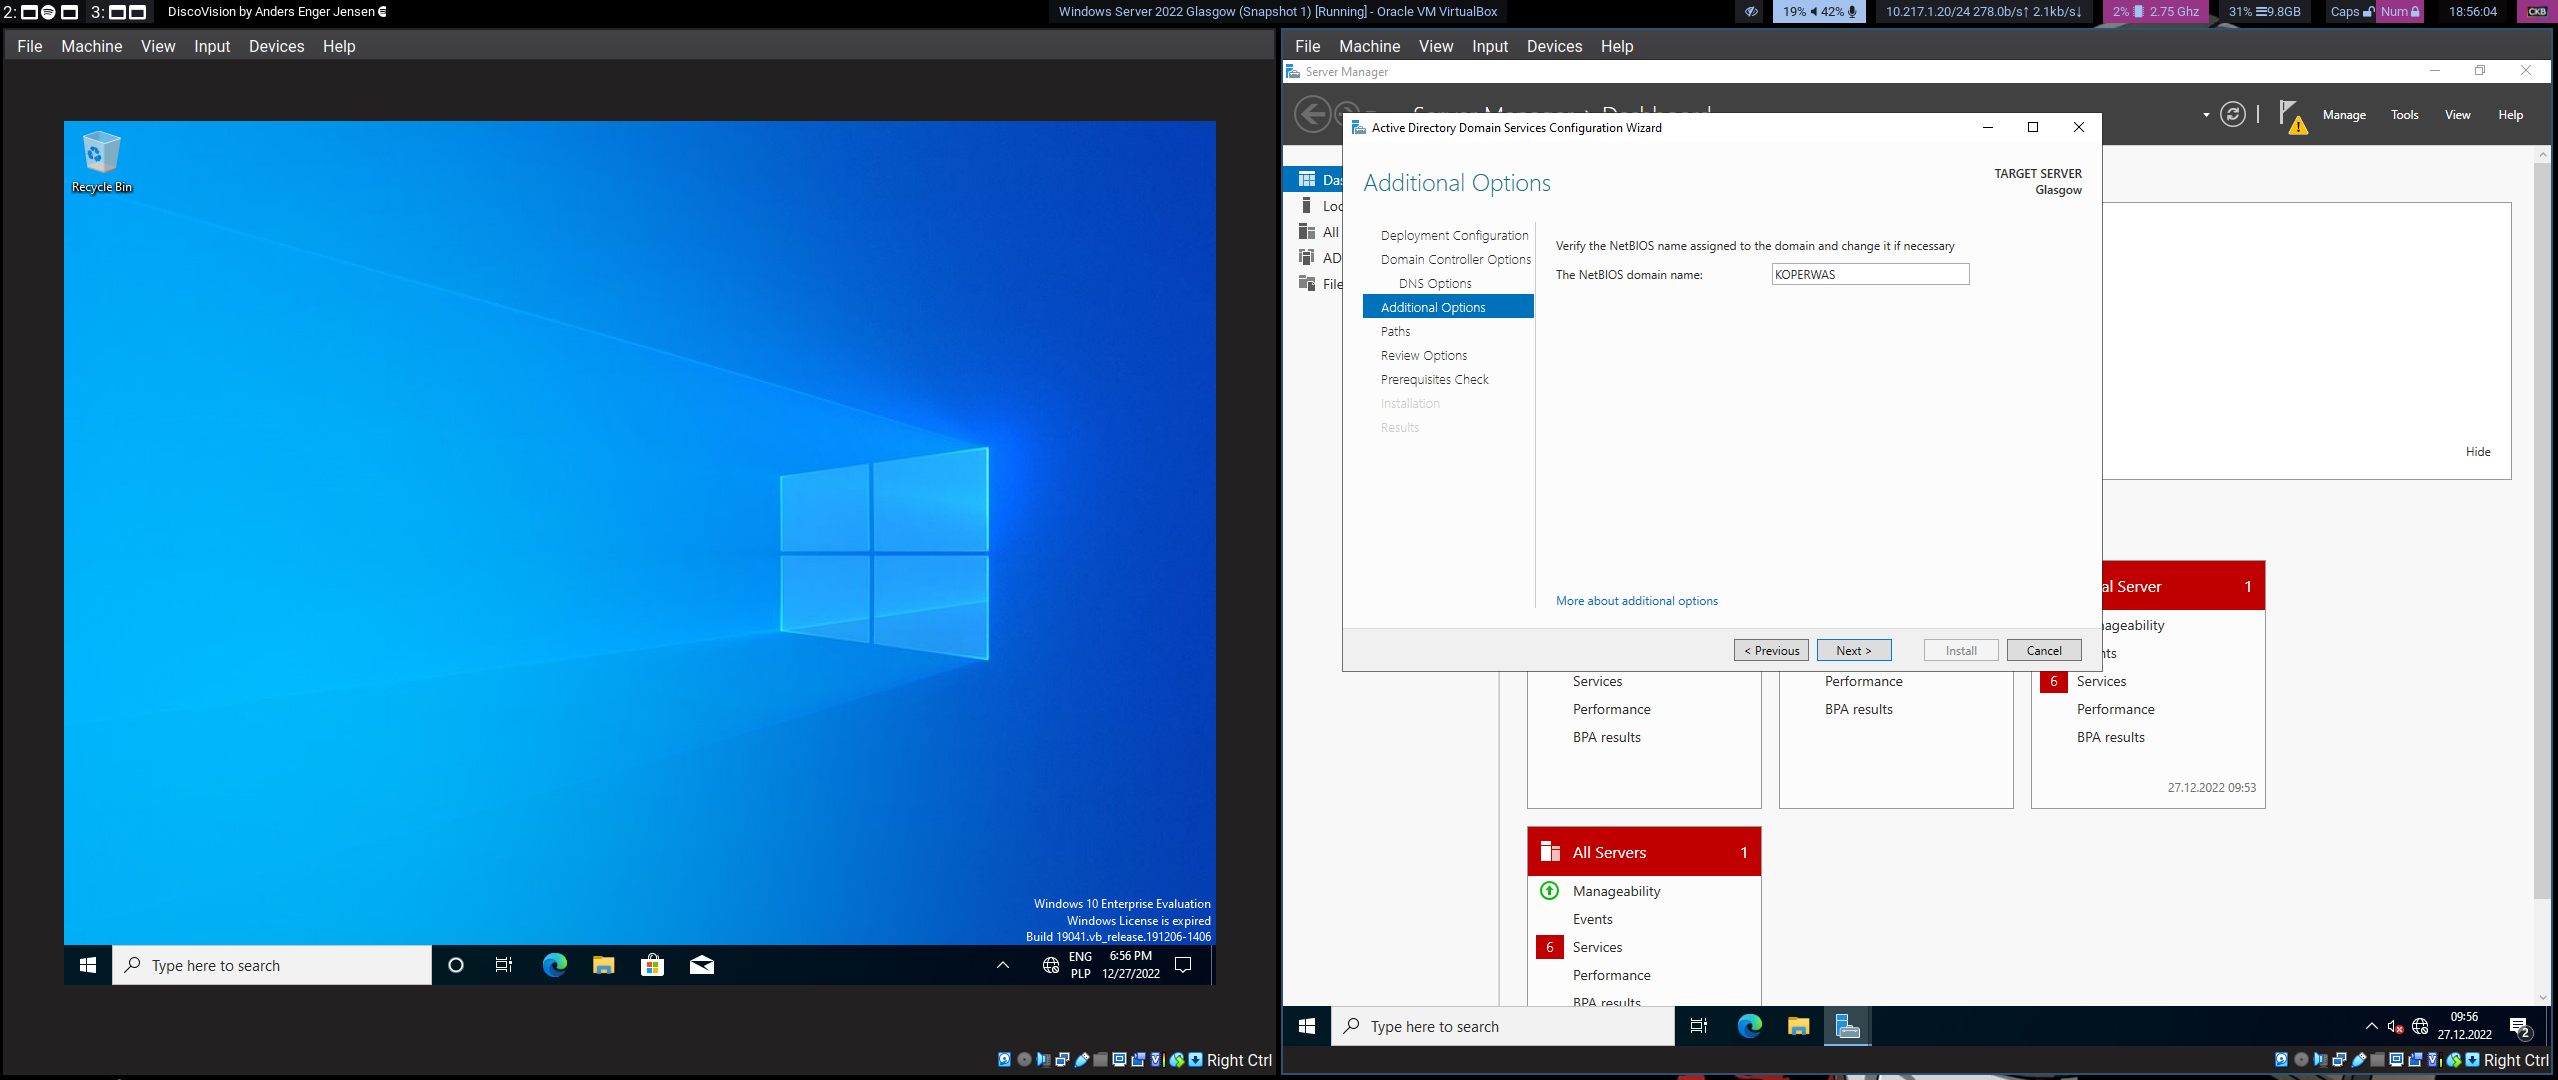 2:
3:
DiscoVision by Anders Enger Jensen
Windows Server 2022 Glasgow (Snapshot 1) [Running] - Oracle VM VirtualBox
19% 42%
10.217.1.20/24 278.0b/s↑ 2.1kb/s↓
2% 2.75 Ghz
31% 9.8GB
Caps Num
18:56:04
CKB
File Machine View Input Devices Help
Recycle Bin
Windows 10 Enterprise Evaluation
Windows License is expired
Build 19041.vb_release.191206-1406
Type here to search
ENG
PLP
6:56 PM
12/27/2022
Right Ctrl
File Machine View Input Devices Help
Server Manager
Manage Tools View Help
Active Directory Domain Services Configuration Wizard
Additional Options
TARGET SERVER
Glasgow
Deployment Configuration
Domain Controller Options
DNS Options
Additional Options
Paths
Review Options
Prerequisites Check
Installation
Results
Verify the NetBIOS name assigned to the domain and change it if necessary
The NetBIOS domain name: KOPERWAS
More about additional options
< Previous Next > Install Cancel
All
File
Hide
Services
Performance
BPA results
Performance
BPA results
al Server 1
nageability
nts
6 Services
Performance
BPA results
27.12.2022 09:53
All Servers 1
Manageability
Events
6 Services
Performance
BPA results
Type here to search
09:56
27.12.2022
2
Right Ctrl